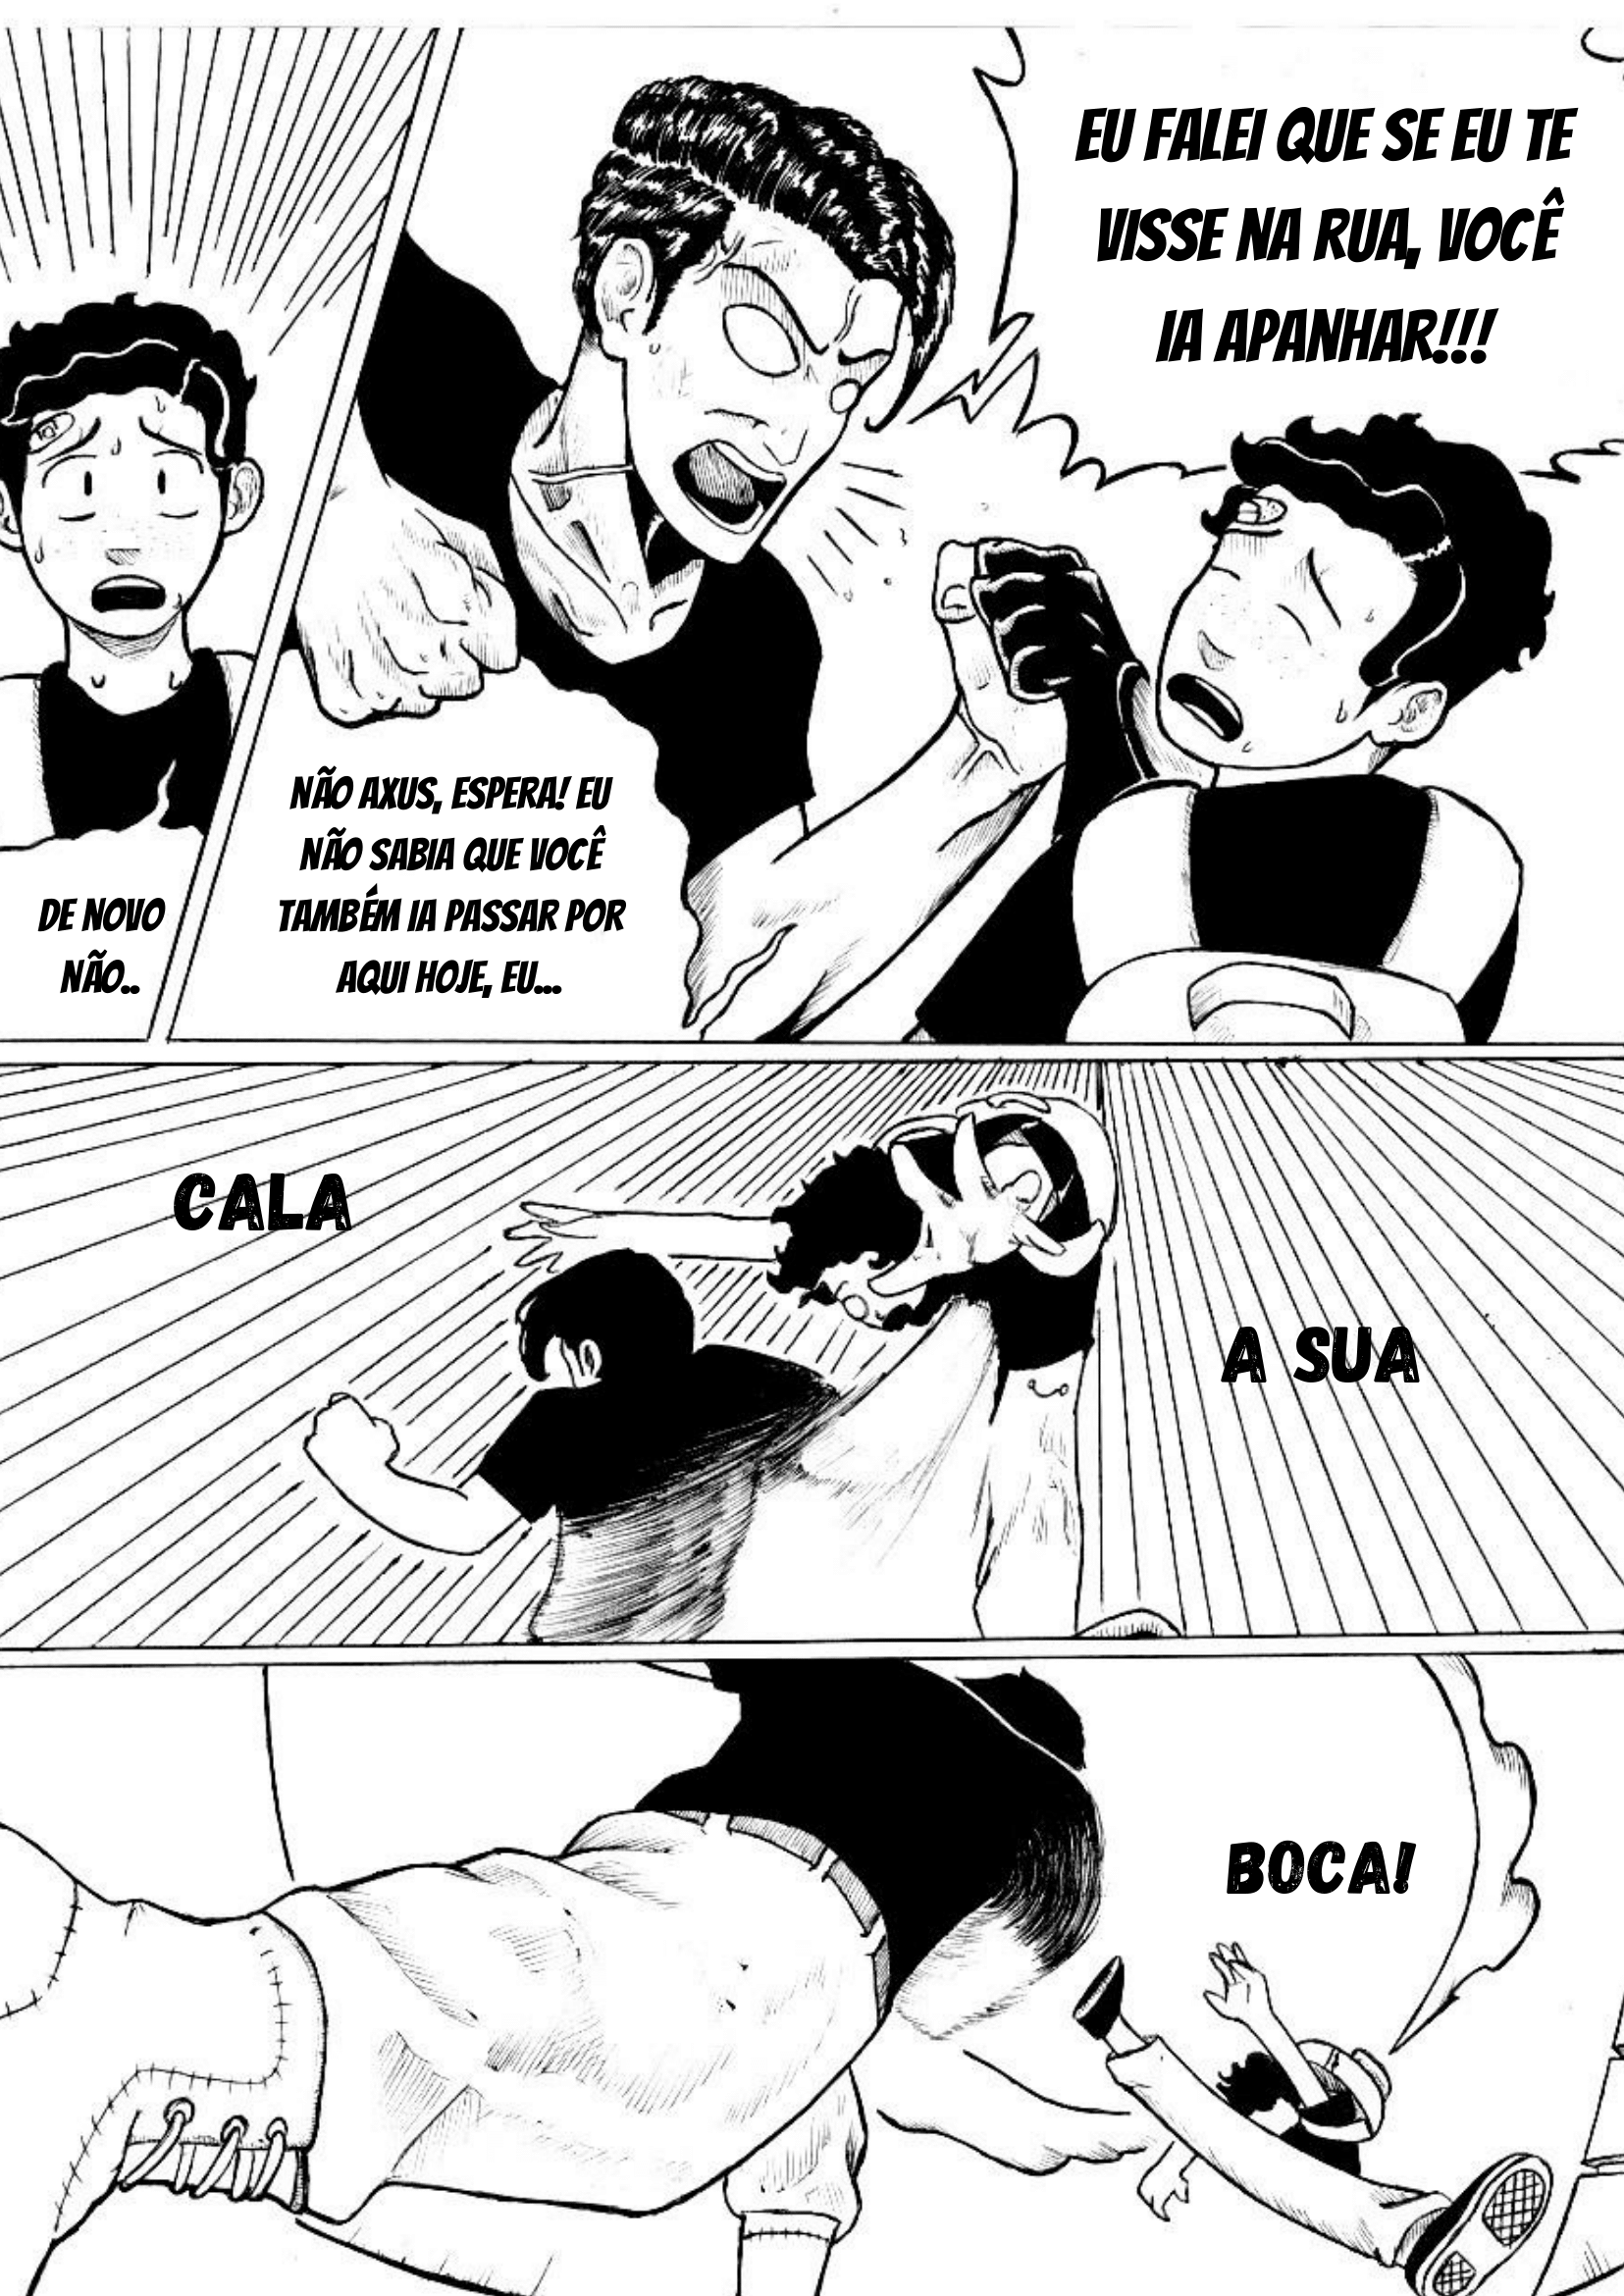 EU FALEI QUE SE EU TE
VISSE NA RUA, VOCÊ
IA APANHAR!!!
DE NOVO
NÃO..
NÃO AXUS, ESPERA! EU
NÃO SABIA QUE VOCÊ
TAMBÉM IA PASSAR POR
AQUI HOJE, EU...
CALA
A SUA
BOCA!